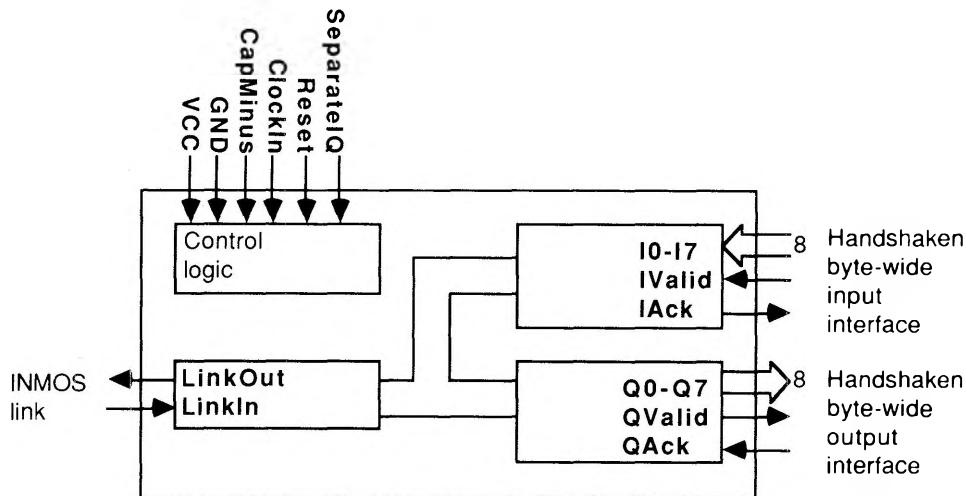 VCC
GND
CapMinus
ClockIn
Reset
SeparateIQ
Control
logic
I0-I7
IValid
IAck
8
Handshaken
byte-wide
input
interface
INMOS
link
LinkOut
LinkIn
Q0-Q7
QValid
QAck
8
Handshaken
byte-wide
output
interface